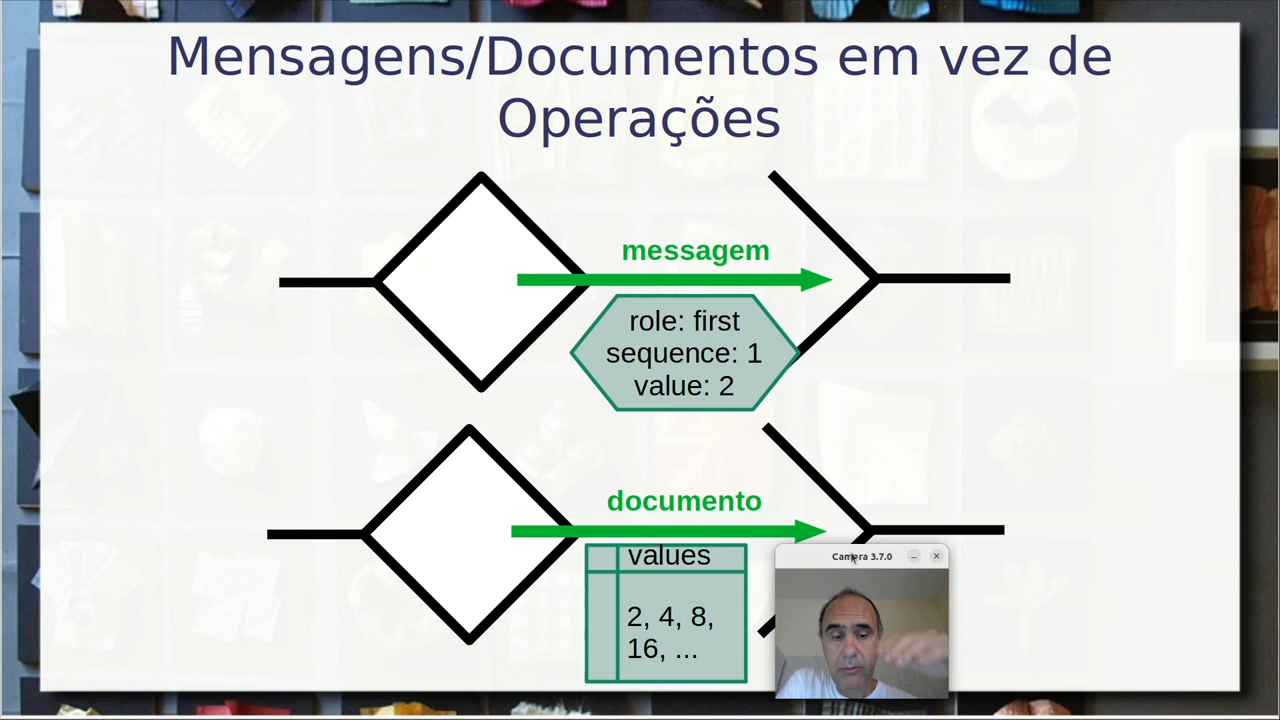 Mensagens/Documentos em vez de
Operações
messagem
role: first
sequence: 1
value: 2
documento
values
2, 4, 8,
16, ...
Camera 3.7.0